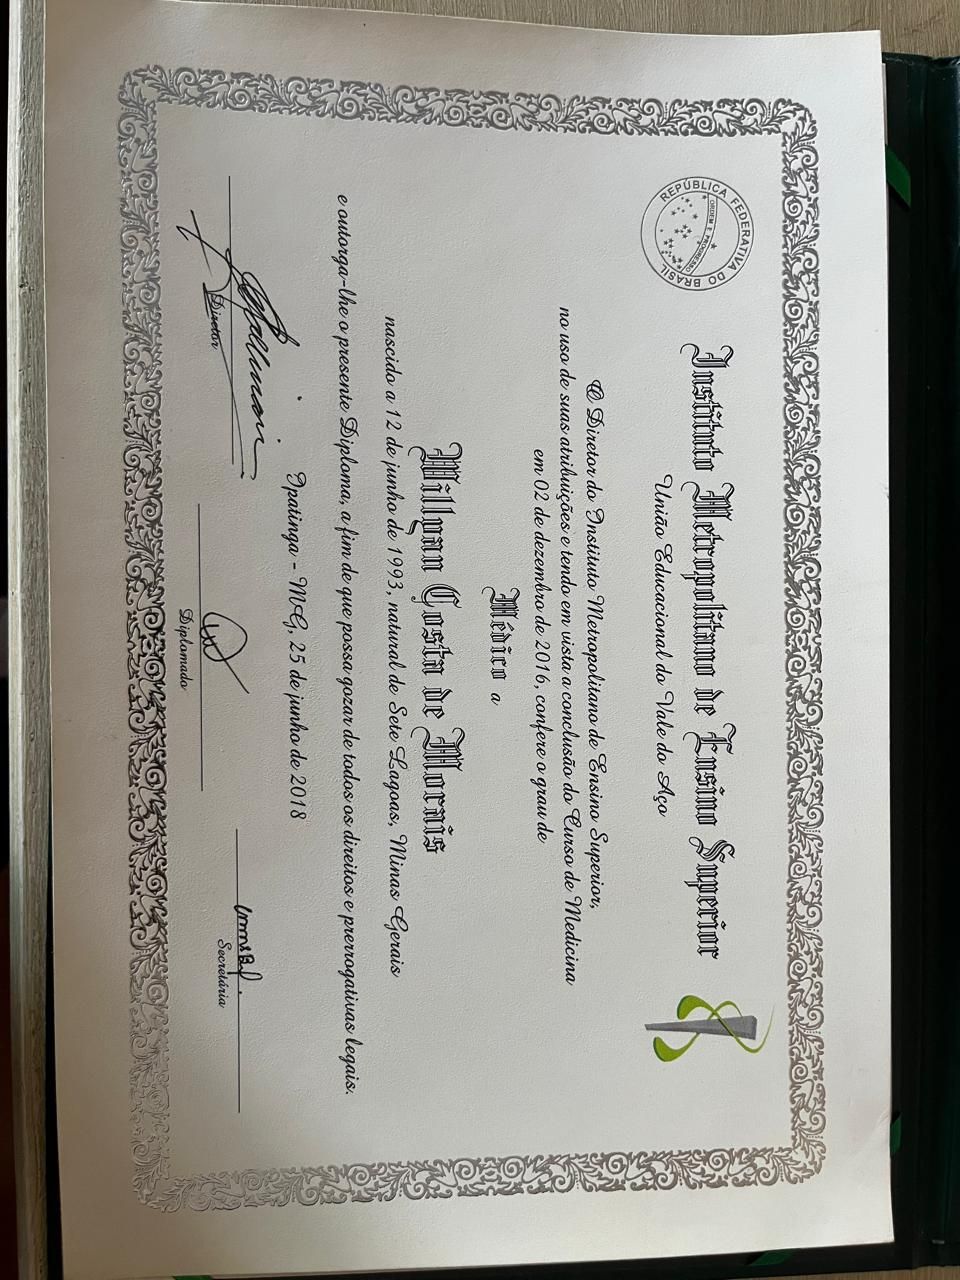 REPÚBLICA FEDERATIVA DO BRASIL
ORDEM E PROGRESSO
Instituto Metropolitano de Ensino Superior
União Educacional do Vale do Aço
O Diretor do Instituto Metropolitano de Ensino Superior,
no uso de suas atribuições e tendo em vista a conclusão do Curso de Medicina
em 02 de dezembro de 2016, confere o grau de
Médico a
Willgan Costa de Morais
nascido a 12 de junho de 1993, natural de Sete Lagoas, Minas Gerais
e outorga-lhe o presente Diploma, a fim de que possa gozar de todos os direitos e prerrogativas legais.
Ipatinga - MG, 25 de junho de 2018
Diretor
Diplomado
Secretária